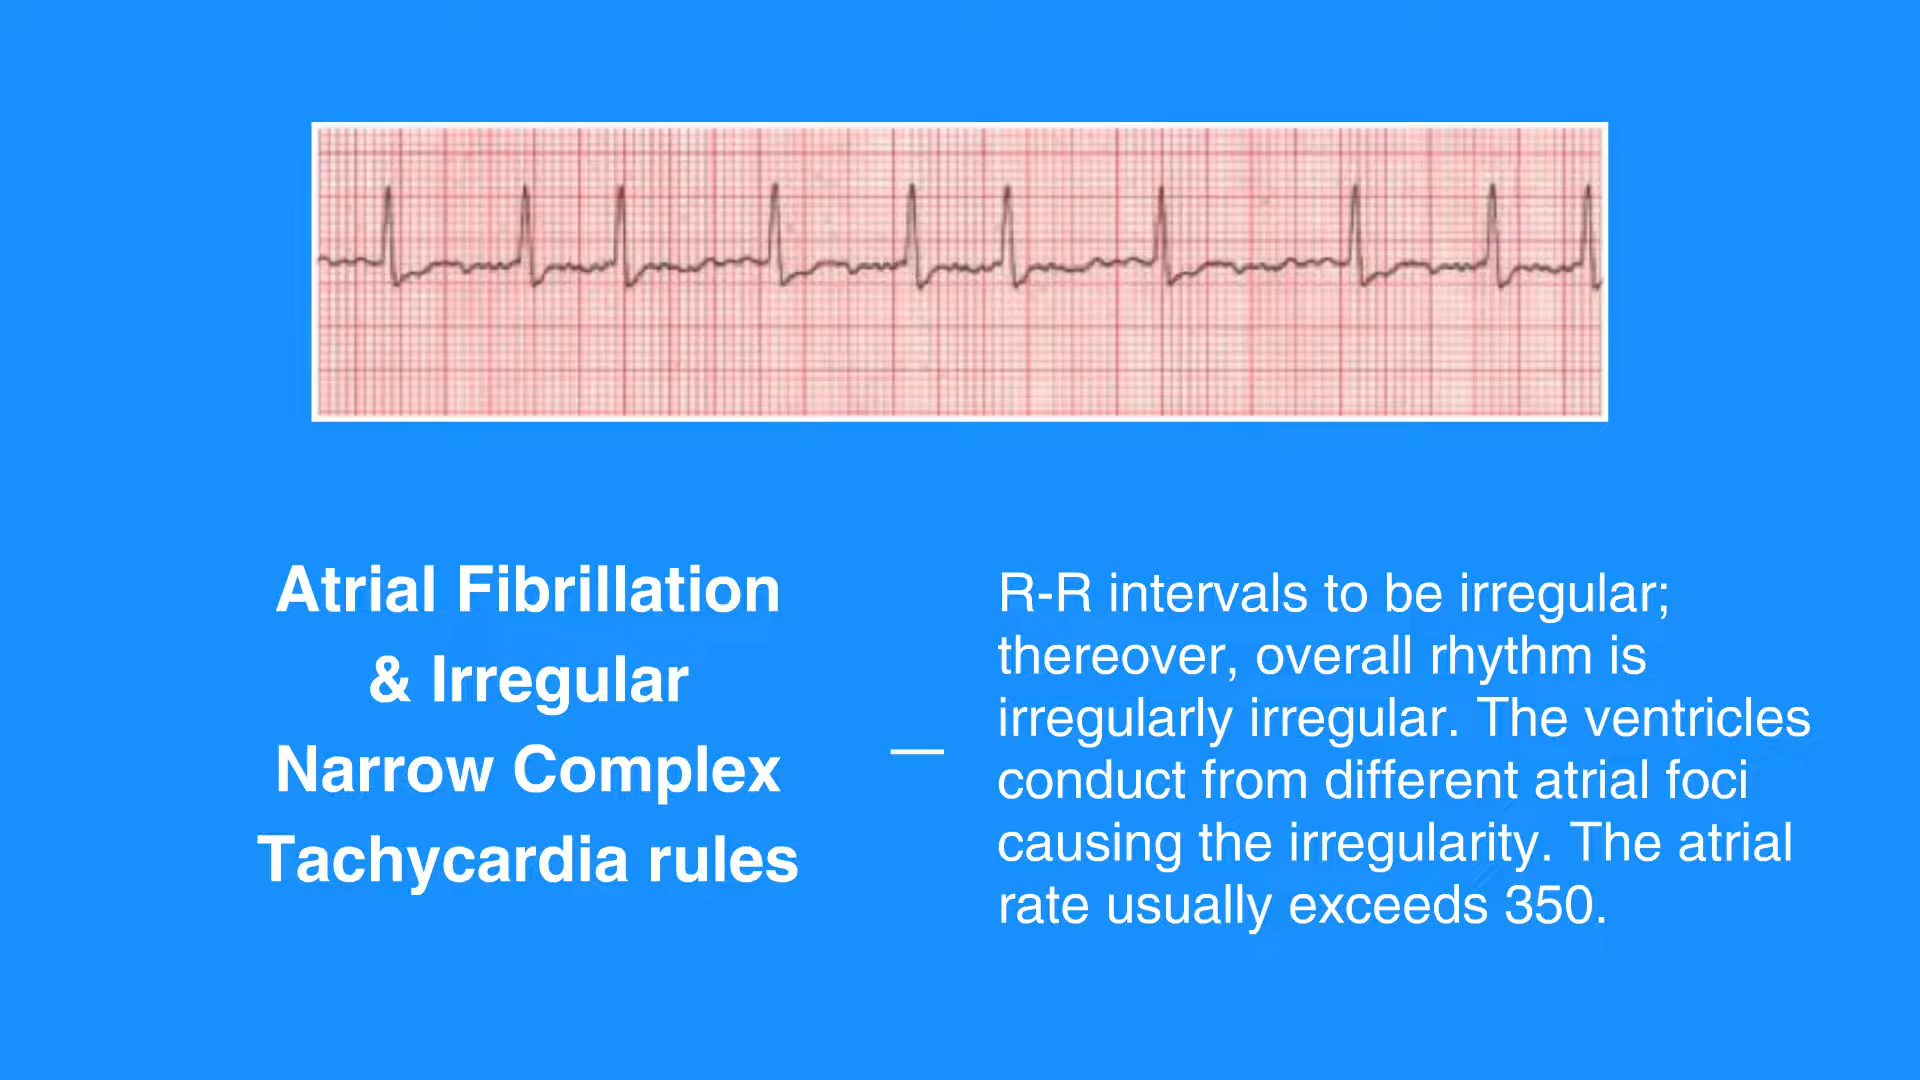 Atrial Fibrillation
& Irregular
Narrow Complex
Tachycardia rules
—
R-R intervals to be irregular;
thereover, overall rhythm is
irregularly irregular. The ventricles
conduct from different atrial foci
causing the irregularity. The atrial
rate usually exceeds 350.